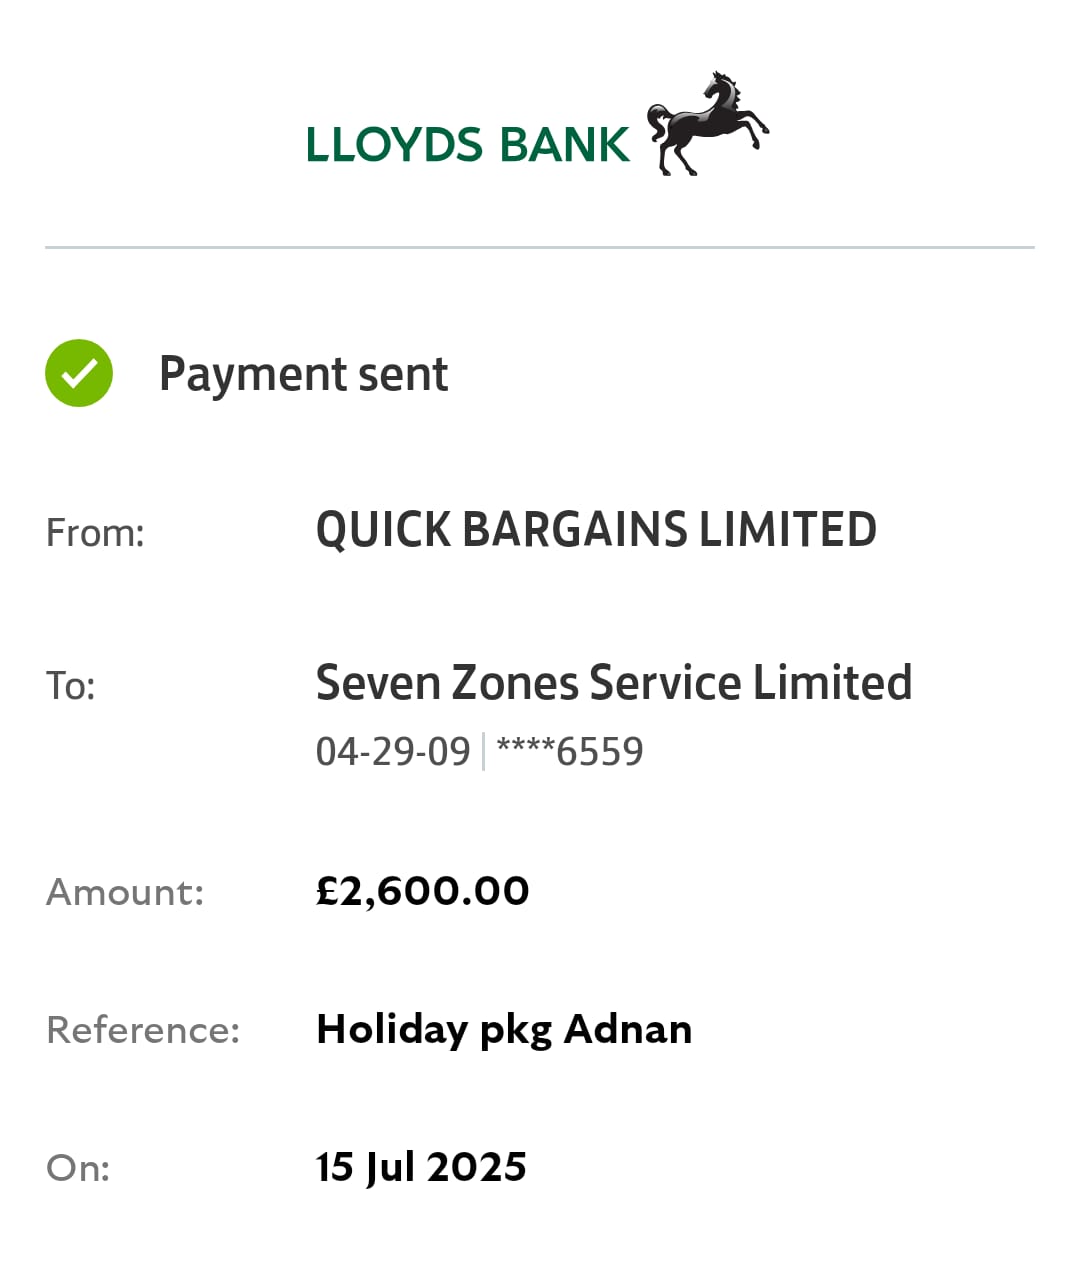 LLOYDS BANK
Payment sent
From: QUICK BARGAINS LIMITED
To: Seven Zones Service Limited
04-29-09 | ****6559
Amount: £2,600.00
Reference: Holiday pkg Adnan
On: 15 Jul 2025